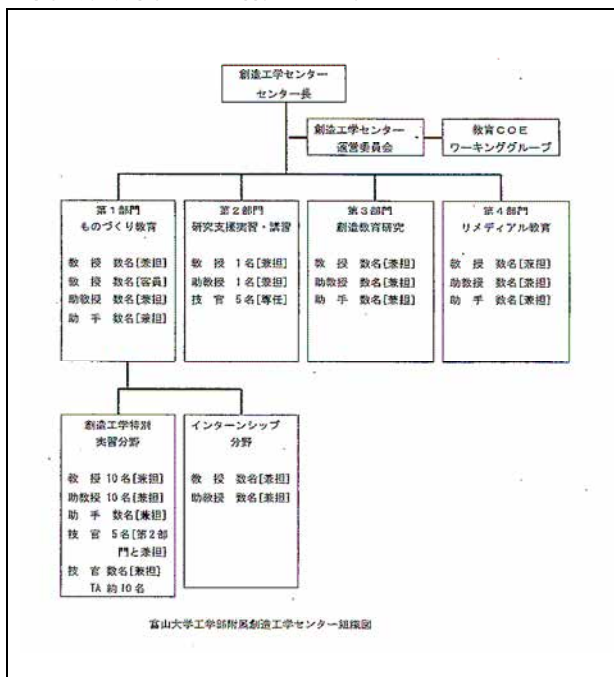 創造工学センター
センター長
創造工学センター
運営委員会
教育COE
ワーキンググループ
第1部門
ものづくり教育
教 授 数名[兼担]
教 授 数名[客員]
助教授 数名[兼担]
助 手 数名[兼担]
第2部門
研究支援実習・講習
教 授 1名[兼担]
助教授 1名[兼担]
技 官 5名[専任]
第3部門
創造教育研究
教 授 数名[兼担]
助教授 数名[兼担]
助 手 数名[兼担]
第4部門
リメディアル教育
教 授 数名[兼担]
助教授 数名[兼担]
助 手 数名[兼担]
創造工学特別
実習分野
教 授 10名[兼担]
助教授 10名[兼担]
助 手 数名[兼担]
技 官 5名[第2部
門と兼担]
技 官 数名[兼担]
TA 約10名
インターンシップ
分野
教 授 数名[兼担]
助教授 数名[兼担]
富山大学工学部附属創造工学センター組織図